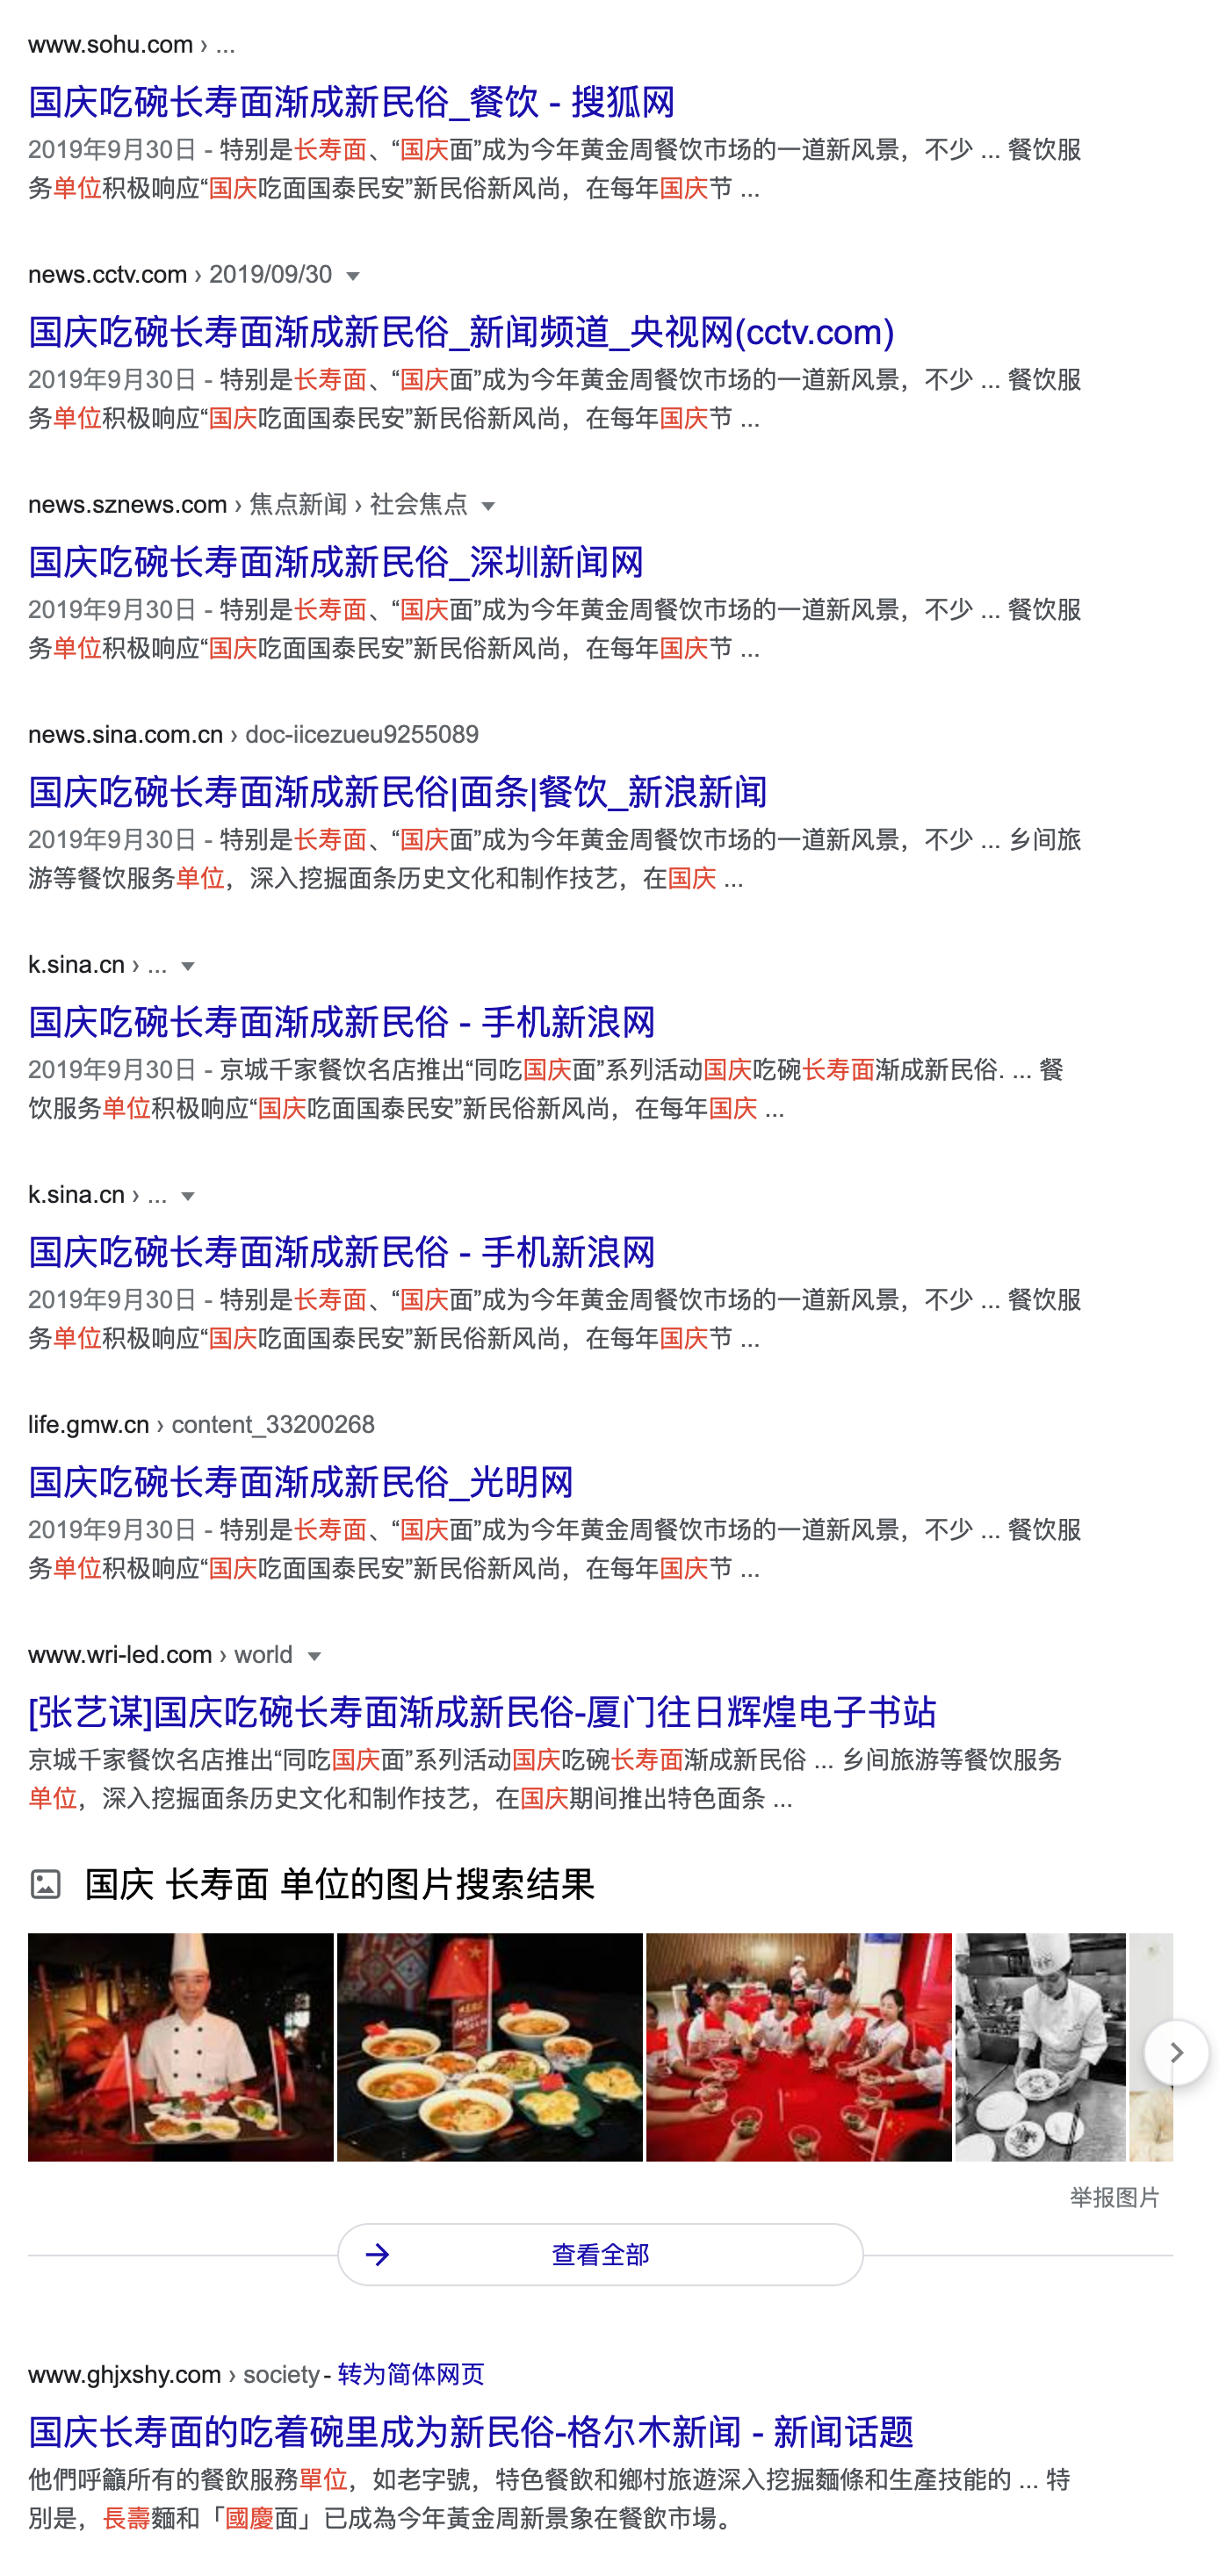 www.sohu.com › ...
国庆吃碗长寿面渐成新民俗_餐饮 - 搜狐网
2019年9月30日 - 特别是长寿面、“国庆面”成为今年黄金周餐饮市场的一道新风景，不少 ... 餐饮服
务单位积极响应“国庆吃面国泰民安”新民俗新风尚，在每年国庆节 ...
news.cctv.com › 2019/09/30
国庆吃碗长寿面渐成新民俗_新闻频道_央视网(cctv.com)
2019年9月30日 - 特别是长寿面、“国庆面”成为今年黄金周餐饮市场的一道新风景，不少 ... 餐饮服
务单位积极响应“国庆吃面国泰民安”新民俗新风尚，在每年国庆节 ...
news.sznews.com › 焦点新闻 › 社会焦点
国庆吃碗长寿面渐成新民俗_深圳新闻网
2019年9月30日 - 特别是长寿面、“国庆面”成为今年黄金周餐饮市场的一道新风景，不少 ... 餐饮服
务单位积极响应“国庆吃面国泰民安”新民俗新风尚，在每年国庆节 ...
news.sina.com.cn › doc-iicezueu9255089
国庆吃碗长寿面渐成新民俗|面条|餐饮_新浪新闻
2019年9月30日 - 特别是长寿面、“国庆面”成为今年黄金周餐饮市场的一道新风景，不少 ... 乡间旅
游等餐饮服务单位，深入挖掘面条历史文化和制作技艺，在国庆 ...
k.sina.cn › ...
国庆吃碗长寿面渐成新民俗 - 手机新浪网
2019年9月30日 - 京城千家餐饮名店推出“同吃国庆面”系列活动国庆吃碗长寿面渐成新民俗. ... 餐
饮服务单位积极响应“国庆吃面国泰民安”新民俗新风尚，在每年国庆 ...
k.sina.cn › ...
国庆吃碗长寿面渐成新民俗 - 手机新浪网
2019年9月30日 - 特别是长寿面、“国庆面”成为今年黄金周餐饮市场的一道新风景，不少 ... 餐饮服
务单位积极响应“国庆吃面国泰民安”新民俗新风尚，在每年国庆节 ...
life.gmw.cn › content_33200268
国庆吃碗长寿面渐成新民俗_光明网
2019年9月30日 - 特别是长寿面、“国庆面”成为今年黄金周餐饮市场的一道新风景，不少 ... 餐饮服
务单位积极响应“国庆吃面国泰民安”新民俗新风尚，在每年国庆节 ...
www.wri-led.com › world
[张艺谋]国庆吃碗长寿面渐成新民俗-厦门往日辉煌电子书站
京城千家餐饮名店推出“同吃国庆面”系列活动国庆吃碗长寿面渐成新民俗 ... 乡间旅游等餐饮服务
单位，深入挖掘面条历史文化和制作技艺，在国庆期间推出特色面条 ...
国庆 长寿面 单位的图片搜索结果
举报图片
查看全部
www.ghjxshy.com › society - 转为简体网页
国庆长寿面的吃着碗里成为新民俗-格尔木新闻 - 新闻话题
他們呼籲所有的餐飲服務單位，如老字號，特色餐飲和鄉村旅遊深入挖掘麵條和生產技能的 ... 特
別是，長壽麵和「國慶面」已成為今年黃金周新景象在餐飲市場。